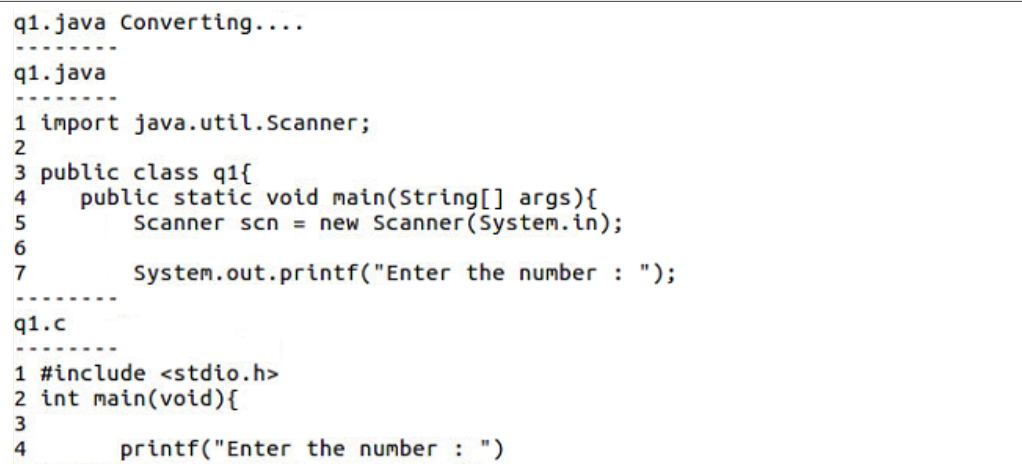 q1.java Converting....
--------
q1.java
--------
1 import java.util.Scanner;
2
3 public class q1{
4    public static void main(String[] args){
5        Scanner scn = new Scanner(System.in);
6
7        System.out.printf("Enter the number : ");
--------
q1.c
--------
1 #include <stdio.h>
2 int main(void){
3
4       printf("Enter the number : ")